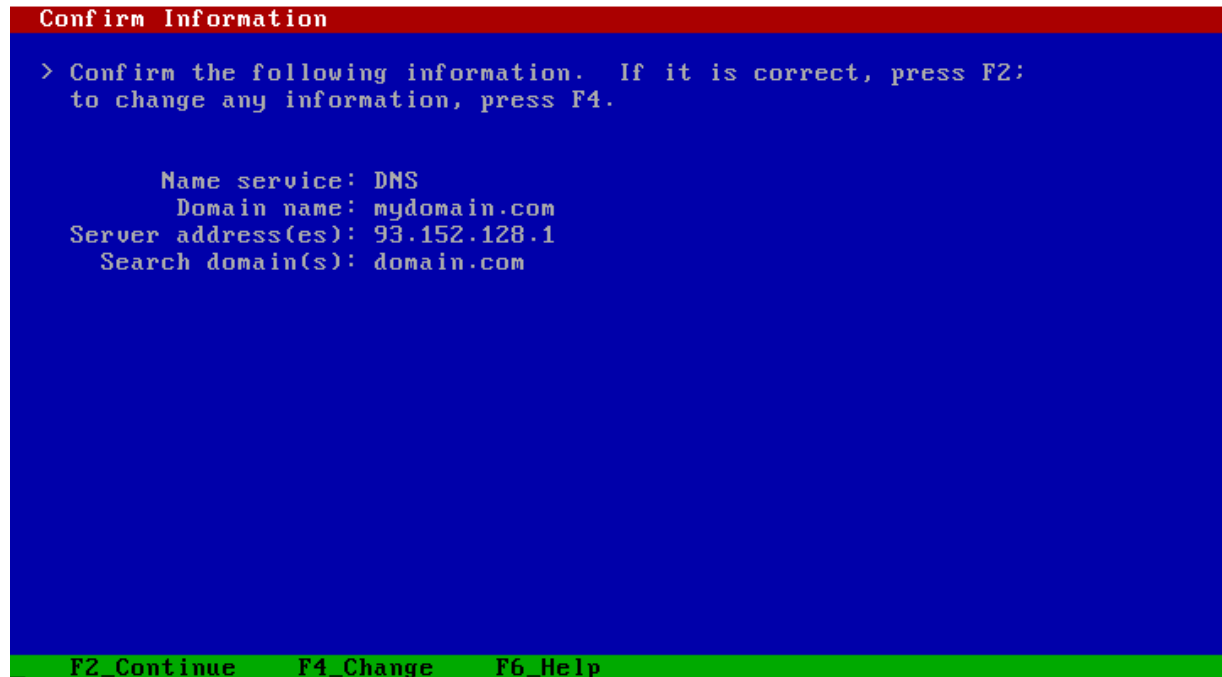 Confirm Information
> Confirm the following information.  If it is correct, press F2;
to change any information, press F4.
Name service: DNS
Domain name: mydomain.com
Server address(es): 93.152.128.1
Search domain(s): domain.com
F2_Continue    F4_Change    F6_Help